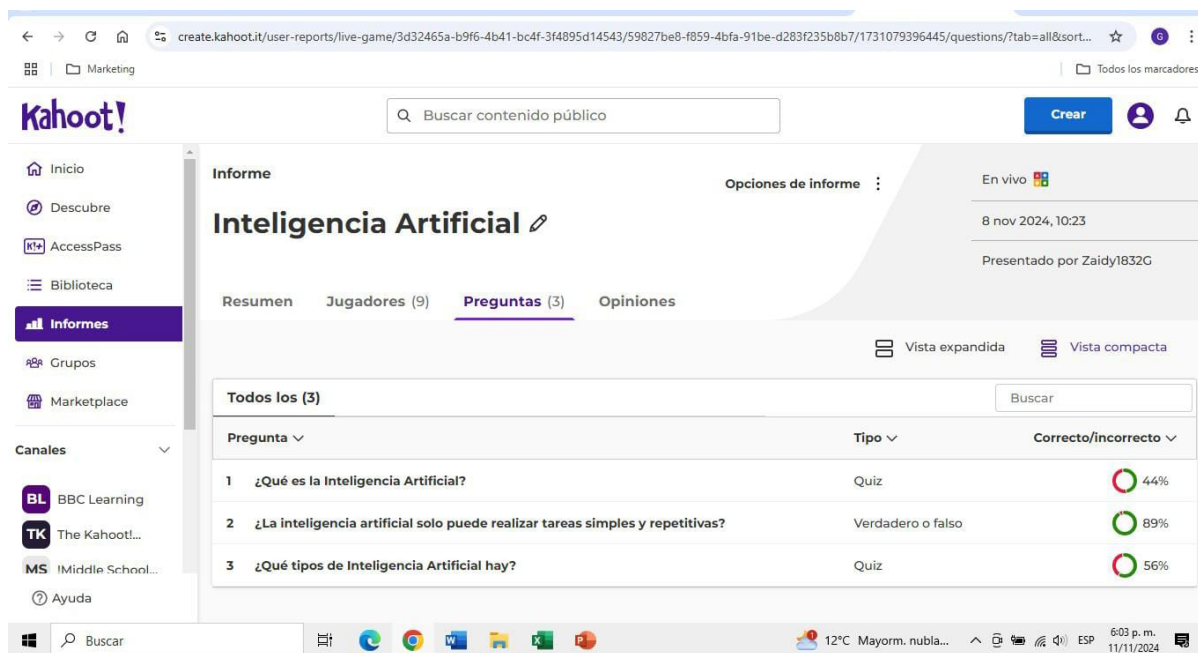 create.kahoot.it/user-reports/live-game/3d32465a-b9f6-4b41-bc4f-3f4895d14543/59827be8-f859-4bfa-91be-d283f235b8b7/1731079396445/questions/?tab=all&sort...
G
Marketing
Todos los marcadores
Kahoot!
Buscar contenido público
Crear
Inicio
Descubre
K!+ AccessPass
Biblioteca
Informes
Grupos
Marketplace
Canales
BL BBC Learning
TK The Kahoot!...
MS !Middle School...
Ayuda
Informe
Opciones de informe
Inteligencia Artificial
En vivo
8 nov 2024, 10:23
Presentado por Zaidy1832G
Resumen Jugadores (9) Preguntas (3) Opiniones
Vista expandida Vista compacta
Todos los (3)
Buscar
Pregunta Tipo Correcto/incorrecto
1 ¿Qué es la Inteligencia Artificial? Quiz 44%
2 ¿La inteligencia artificial solo puede realizar tareas simples y repetitivas? Verdadero o falso 89%
3 ¿Qué tipos de Inteligencia Artificial hay? Quiz 56%
Buscar
12°C Mayorm. nubla... ESP 6:03 p. m.
11/11/2024